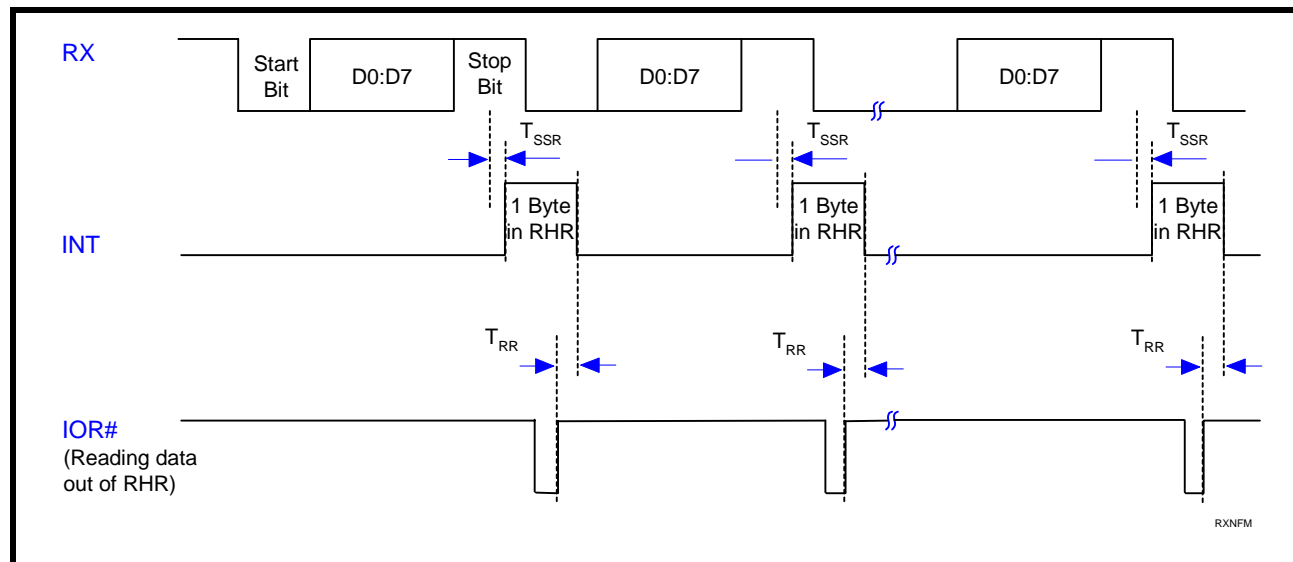 RX
Start
Bit
D0:D7
Stop
Bit
D0:D7
D0:D7
TSSR
TSSR
TSSR
INT
1 Byte
in RHR
1 Byte
in RHR
1 Byte
in RHR
TRR
TRR
TRR
IOR#
(Reading data
out of RHR)
RXNFM